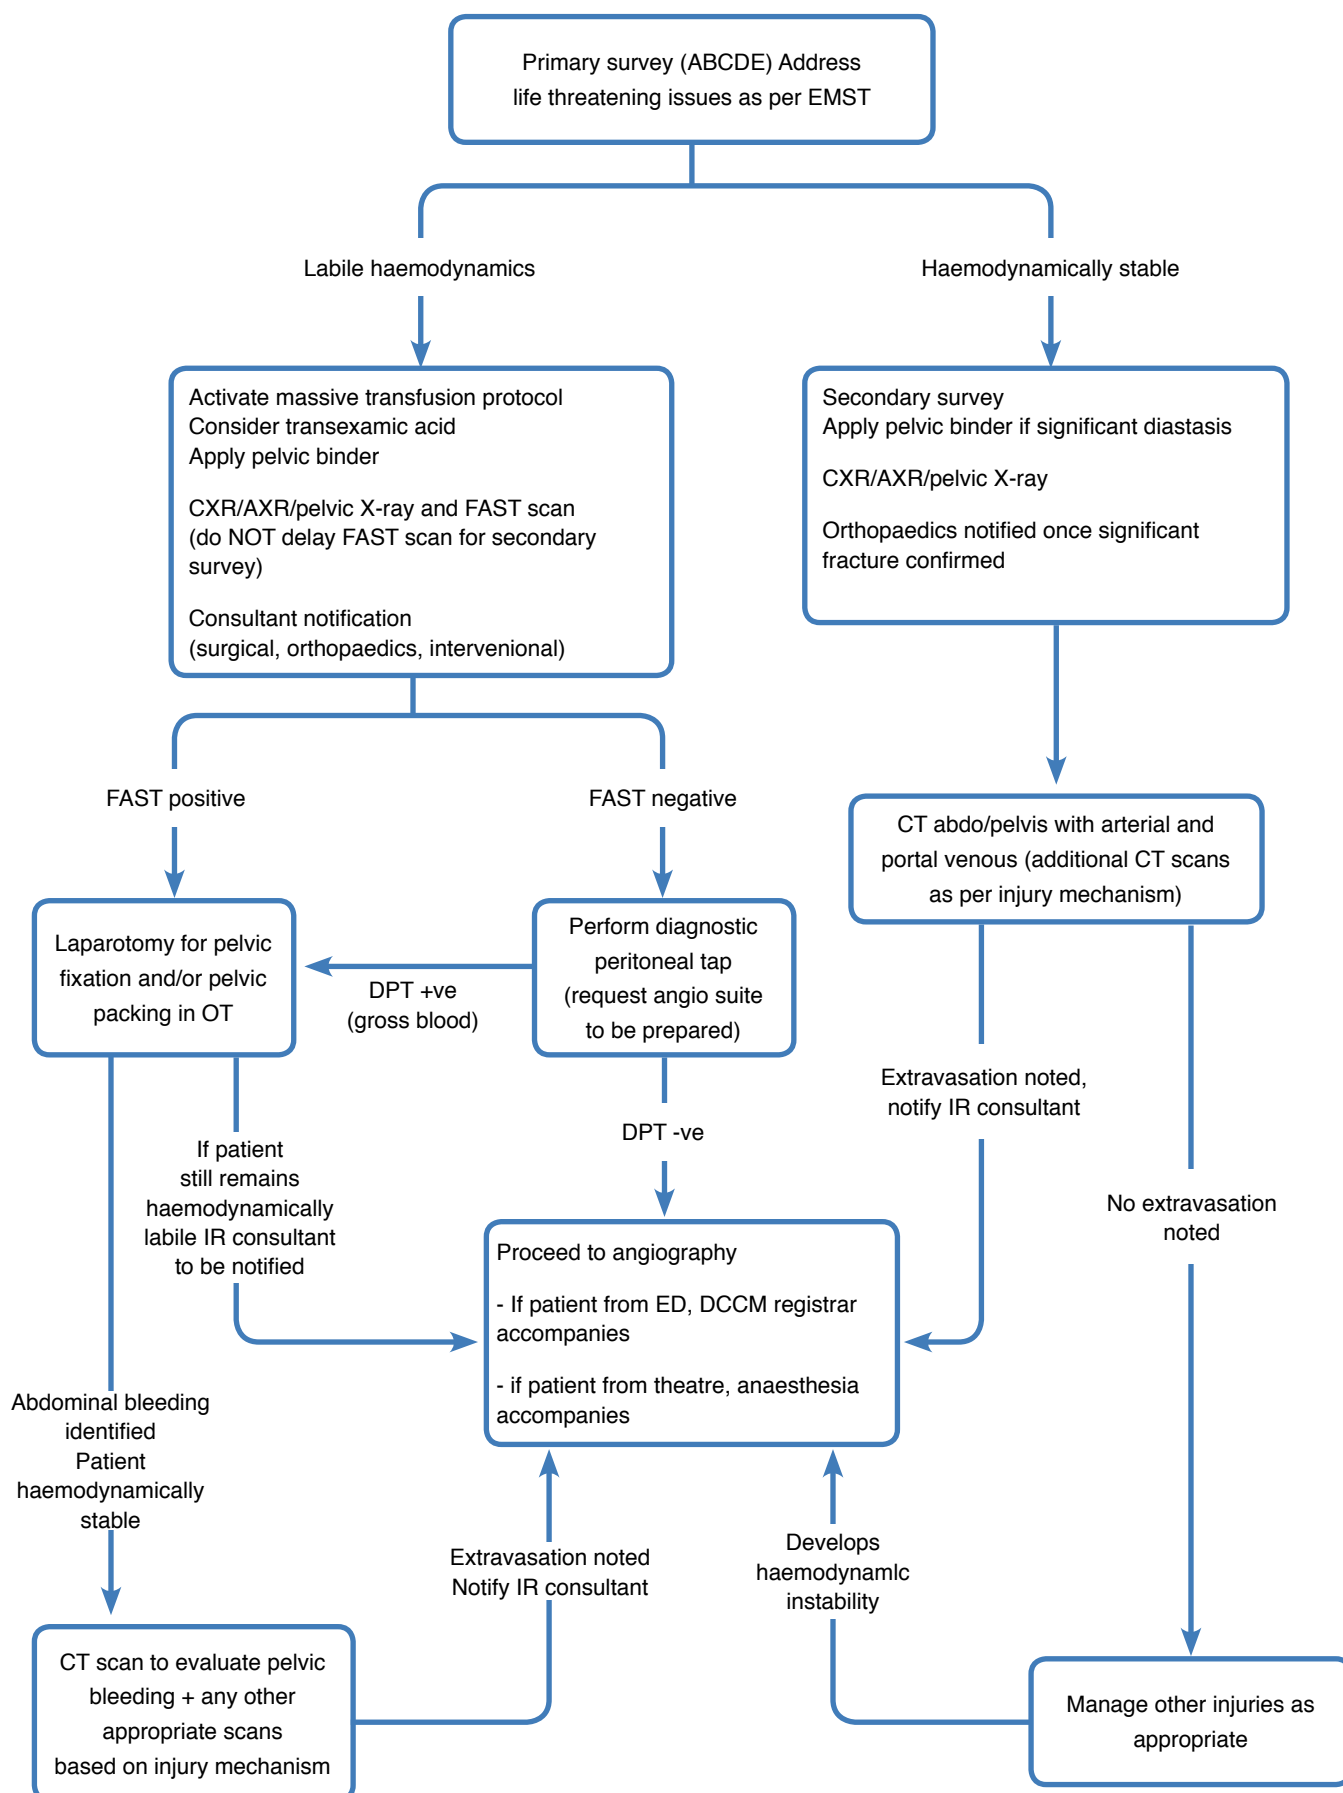 Primary survey (ABCDE) Address
life threatening issues as per EMST
Labile haemodynamics
Haemodynamically stable
Activate massive transfusion protocol
Consider transexamic acid
Apply pelvic binder
CXR/AXR/pelvic X-ray and FAST scan
(do NOT delay FAST scan for secondary
survey)
Consultant notification
(surgical, orthopaedics, intervenional)
Secondary survey
Apply pelvic binder if significant diastasis
CXR/AXR/pelvic X-ray
Orthopaedics notified once significant
fracture confirmed
FAST positive
FAST negative
CT abdo/pelvis with arterial and
portal venous (additional CT scans
as per injury mechanism)
Laparotomy for pelvic
fixation and/or pelvic
packing in OT
DPT +ve
(gross blood)
Perform diagnostic
peritoneal tap
(request angio suite
to be prepared)
Extravasation noted,
notify IR consultant
DPT -ve
If patient
still remains
haemodynamically
labile IR consultant
to be notified
No extravasation
noted
Proceed to angiography
- If patient from ED, DCCM registrar
accompanies
- if patient from theatre, anaesthesia
accompanies
Abdominal bleeding
identified
Patient
haemodynamically
stable
Extravasation noted
Notify IR consultant
Develops
haemodynamlc
instability
CT scan to evaluate pelvic
bleeding + any other
appropriate scans
based on injury mechanism
Manage other injuries as
appropriate